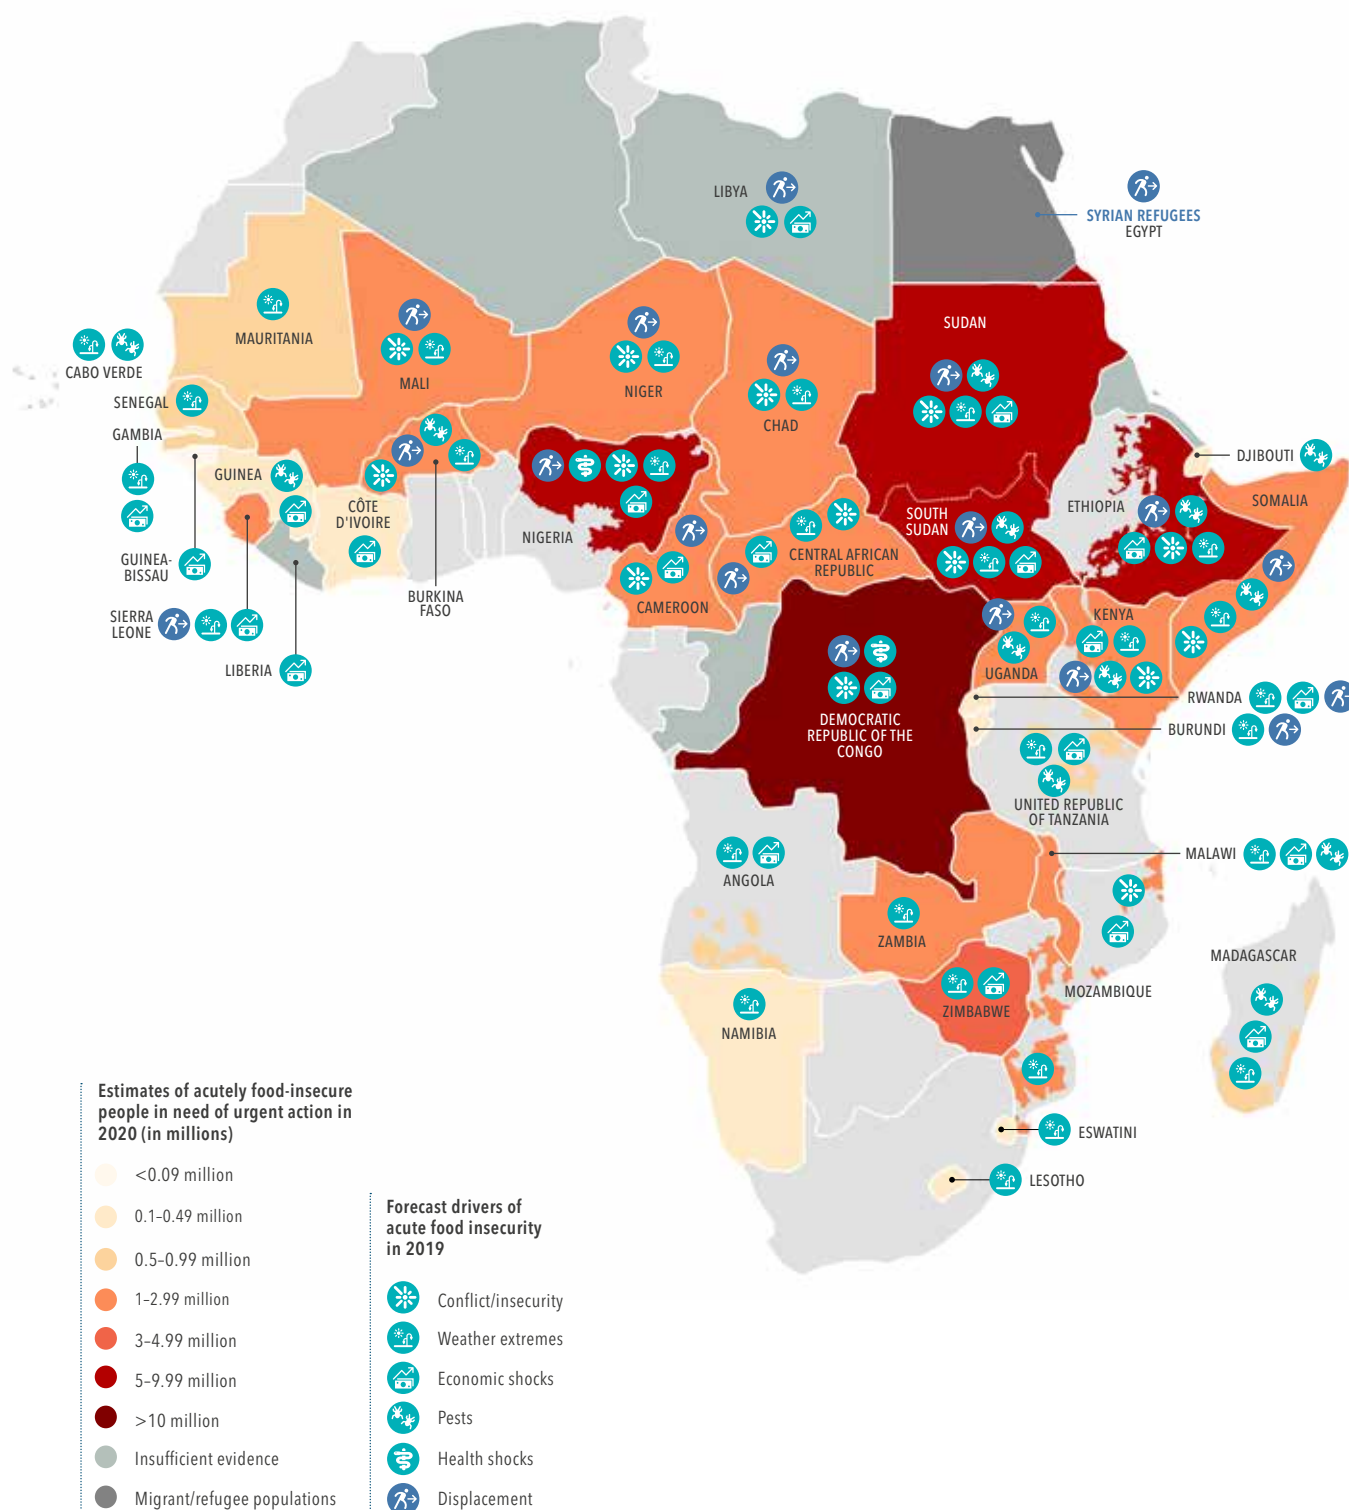 LIBYA
SYRIAN REFUGEES
EGYPT
MAURITANIA
MALI
NIGER
CHAD
SUDAN
CABO VERDE
SENEGAL
GAMBIA
GUINEA
CÔTE
D'IVOIRE
GUINEA-
BISSAU
SIERRA
LEONE
LIBERIA
BURKINA
FASO
NIGERIA
CAMEROON
CENTRAL AFRICAN
REPUBLIC
SOUTH
SUDAN
ETHIOPIA
DJIBOUTI
SOMALIA
KENYA
UGANDA
RWANDA
BURUNDI
DEMOCRATIC
REPUBLIC OF THE
CONGO
UNITED REPUBLIC
OF TANZANIA
MALAWI
ANGOLA
ZAMBIA
MADAGASCAR
MOZAMBIQUE
ZIMBABWE
NAMIBIA
ESWATINI
LESOTHO
Estimates of acutely food-insecure
people in need of urgent action in
2020 (in millions)
<0.09 million
0.1–0.49 million
0.5–0.99 million
1–2.99 million
3–4.99 million
5–9.99 million
>10 million
Insufficient evidence
Migrant/refugee populations
Forecast drivers of
acute food insecurity
in 2019
Conflict/insecurity
Weather extremes
Economic shocks
Pests
Health shocks
Displacement